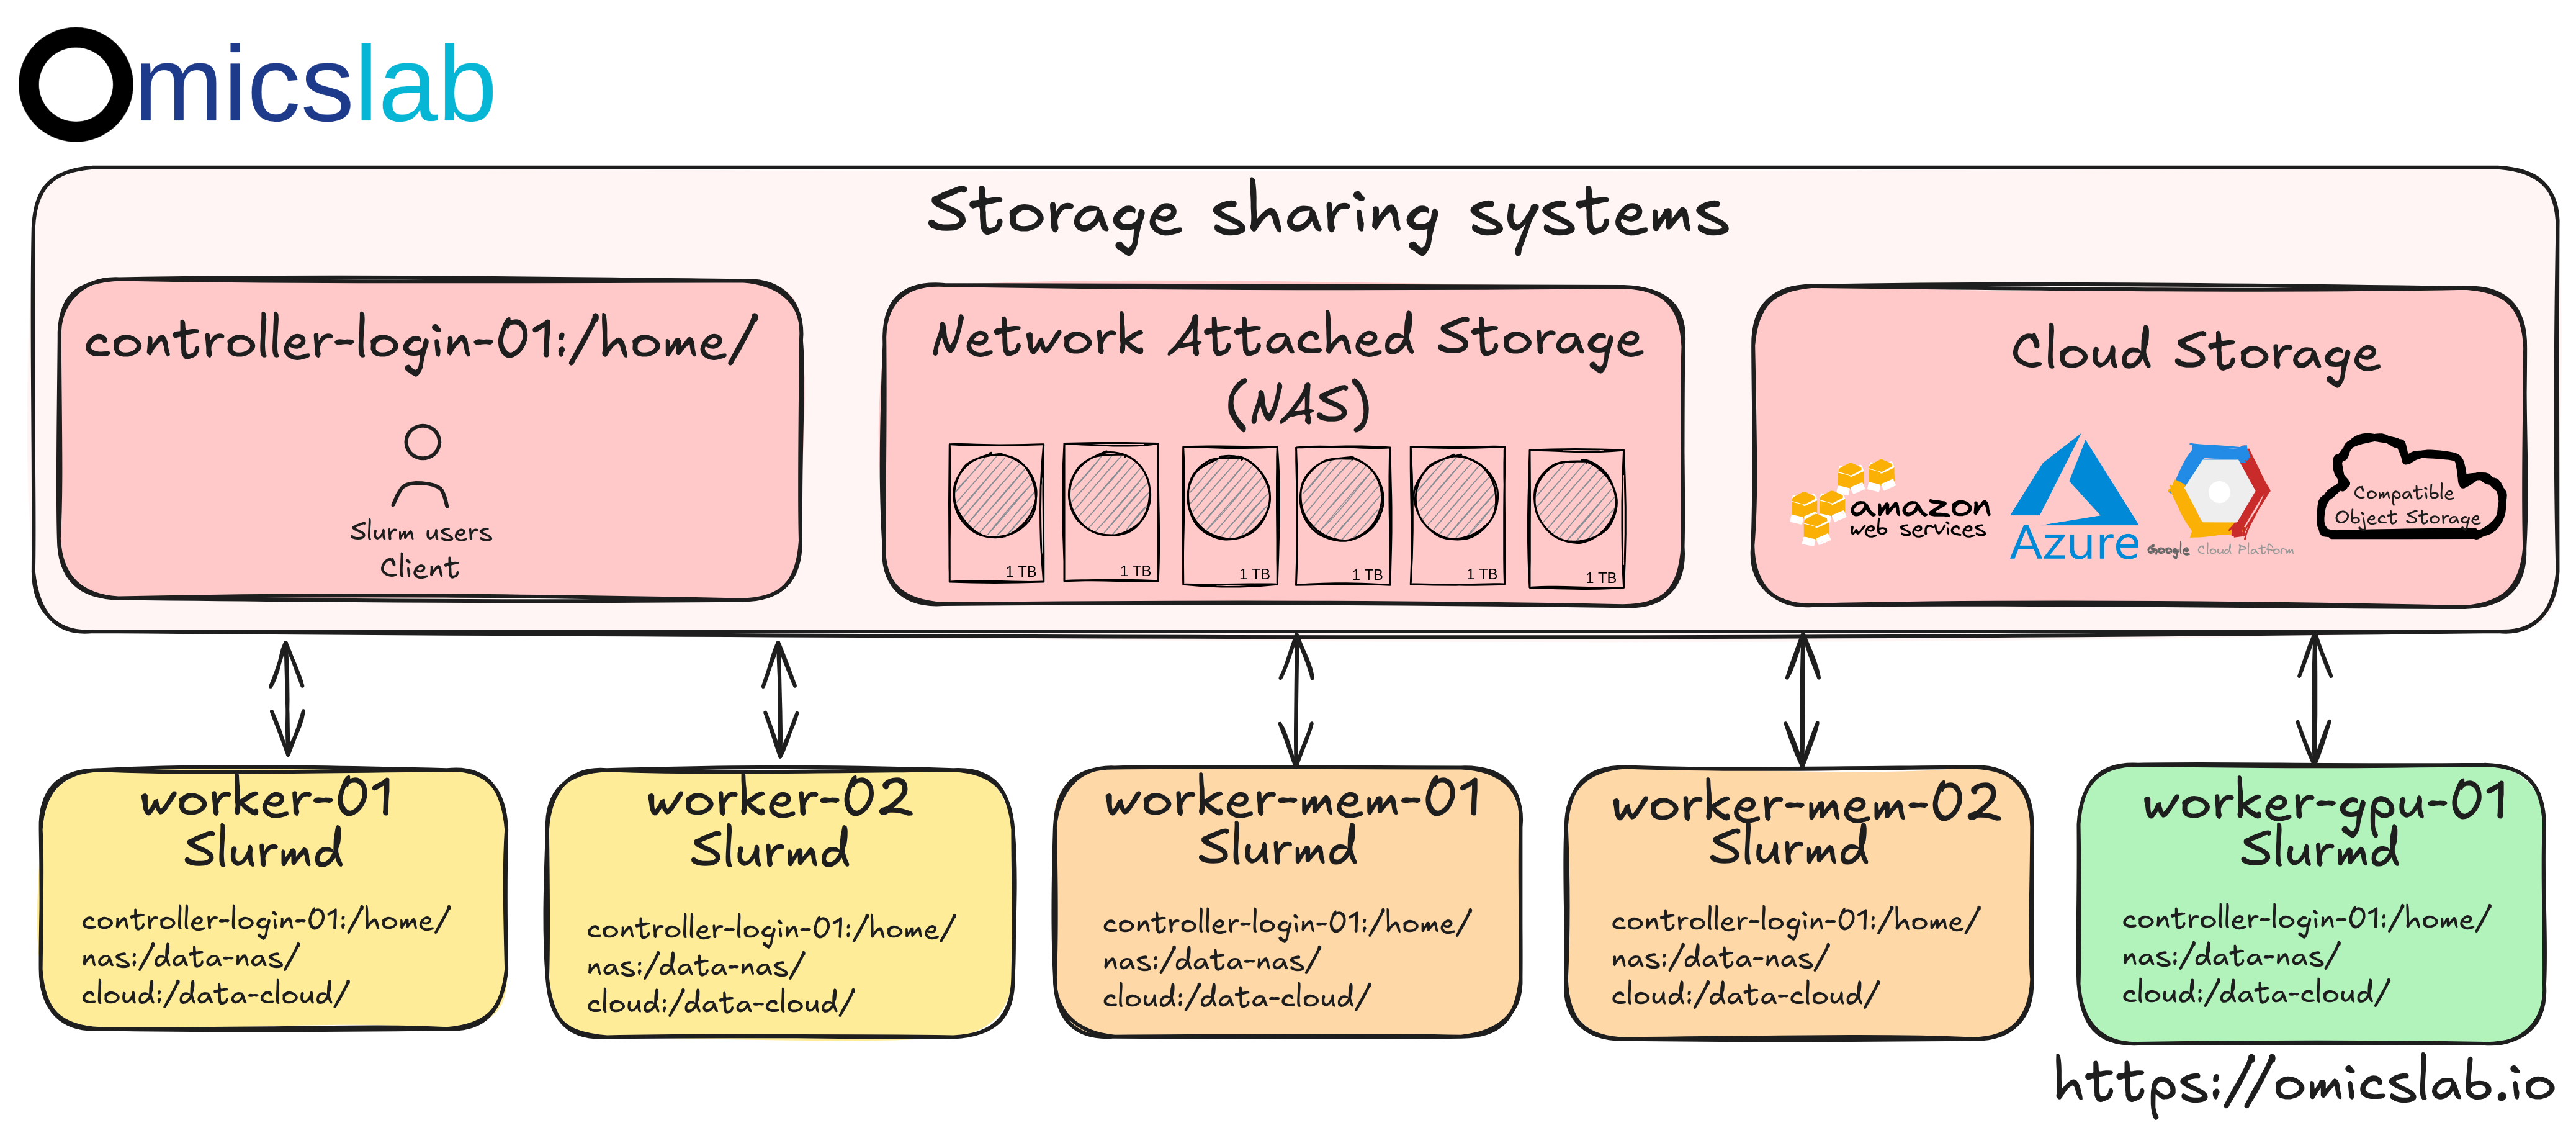 Omicslab
Storage sharing systems
controller-login-01:/home/
Slurm users
Client
Network Attached Storage
(NAS)
1 TB
1 TB
1 TB
1 TB
1 TB
1 TB
Cloud Storage
amazon
web services
Azure
Google Cloud Platform
Compatible
Object Storage
worker-01
Slurmd
controller-login-01:/home/
nas:/data-nas/
cloud:/data-cloud/
worker-02
Slurmd
controller-login-01:/home/
nas:/data-nas/
cloud:/data-cloud/
worker-mem-01
Slurmd
controller-login-01:/home/
nas:/data-nas/
cloud:/data-cloud/
worker-mem-02
Slurmd
controller-login-01:/home/
nas:/data-nas/
cloud:/data-cloud/
worker-gpu-01
Slurmd
controller-login-01:/home/
nas:/data-nas/
cloud:/data-cloud/
https://omicslab.io